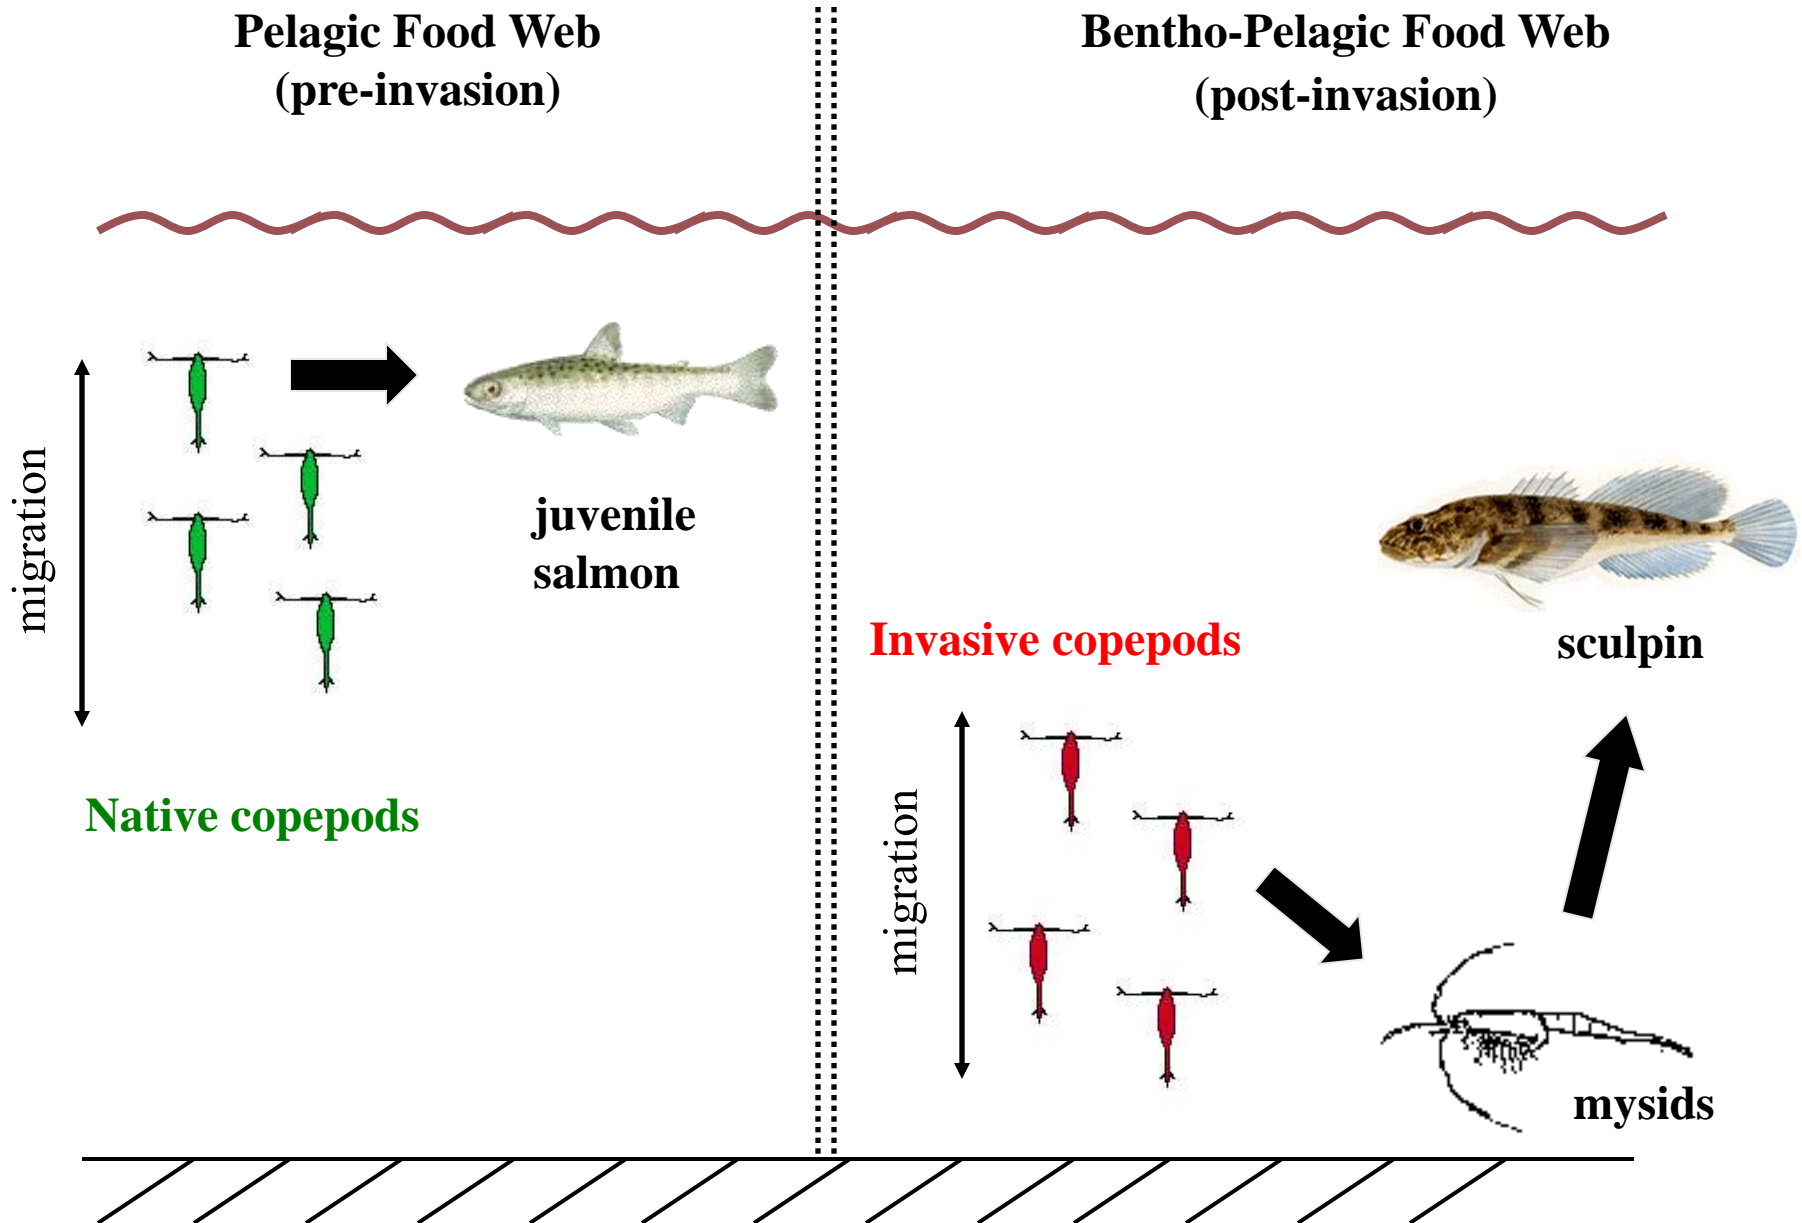 Pelagic Food Web
(pre-invasion)
Bentho-Pelagic Food Web
(post-invasion)
migration
juvenile
salmon
Native copepods
Invasive copepods
sculpin
migration
mysids